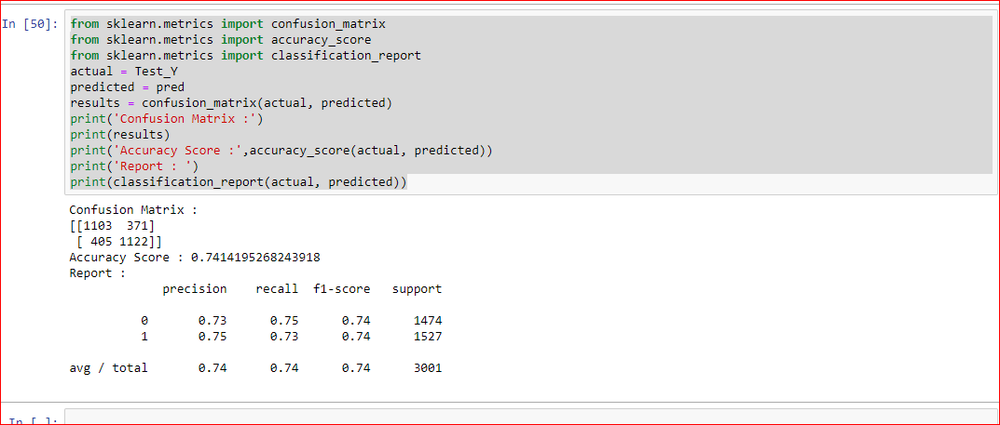 In [50]: from sklearn.metrics import confusion_matrix
from sklearn.metrics import accuracy_score
from sklearn.metrics import classification_report
actual = Test_Y
predicted = pred
results = confusion_matrix(actual, predicted)
print('Confusion Matrix :')
print(results)
print('Accuracy Score :',accuracy_score(actual, predicted))
print('Report : ')
print(classification_report(actual, predicted))
Confusion Matrix :
[[1103  371]
 [ 405 1122]]
Accuracy Score : 0.7414195268243918
Report :
             precision    recall  f1-score   support
          0       0.73      0.75      0.74      1474
          1       0.75      0.73      0.74      1527
avg / total       0.74      0.74      0.74      3001
In [ ]: